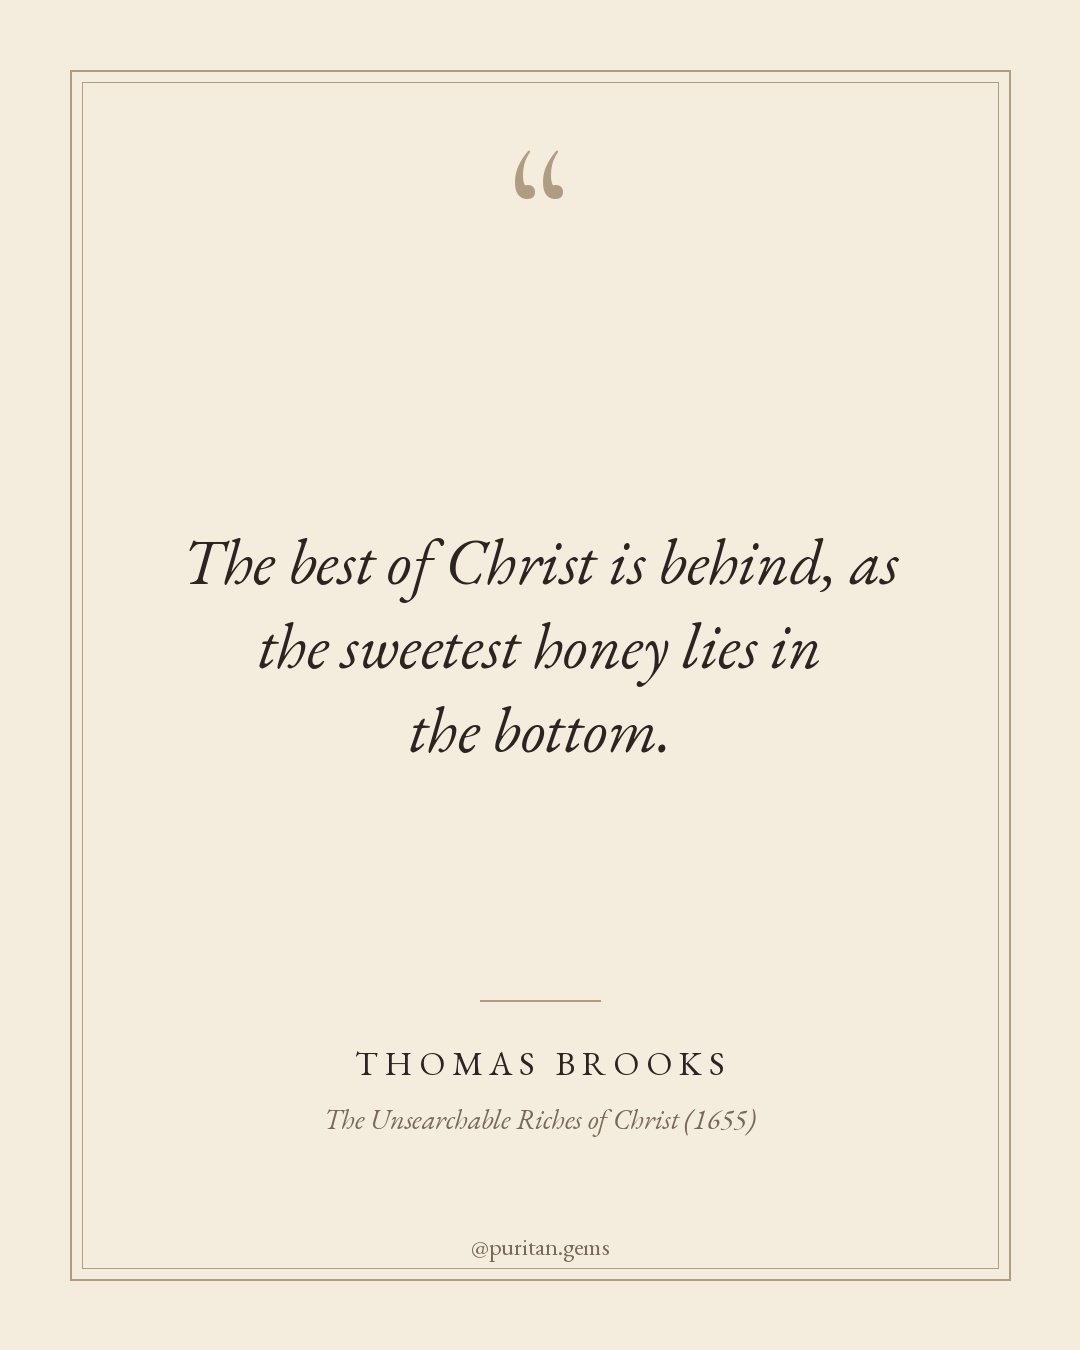 “
The best of Christ is behind, as
the sweetest honey lies in
the bottom.
THOMAS BROOKS
The Unsearchable Riches of Christ (1655)
@puritan.gems